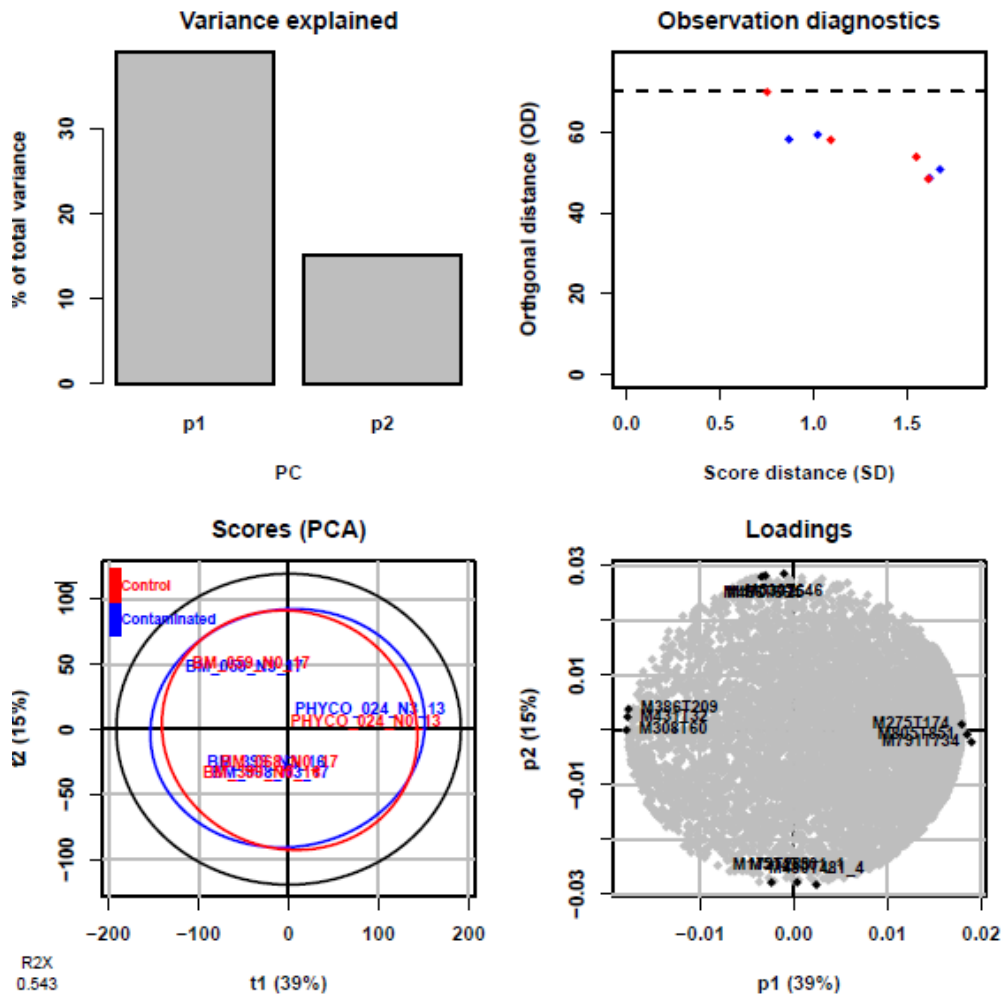 Variance explained
% of total variance
0
10
20
30
p1
p2
PC
Observation diagnostics
Orthgonal distance (OD)
0
20
40
60
0.0
0.5
1.0
1.5
Score distance (SD)
Scores (PCA)
Control
Contaminated
PHYCO_024_N3_13
PHYCO_024_N0_13
t2 (15%)
100
50
0
−50
−100
−200
−100
0
100
200
t1 (39%)
R2X
0.543
Loadings
M386T209
M431T32
M308T60
M275T174
M805T851
M791T734
p2 (15%)
0.03
0.01
−0.01
−0.03
−0.01
0.00
0.01
0.02
p1 (39%)